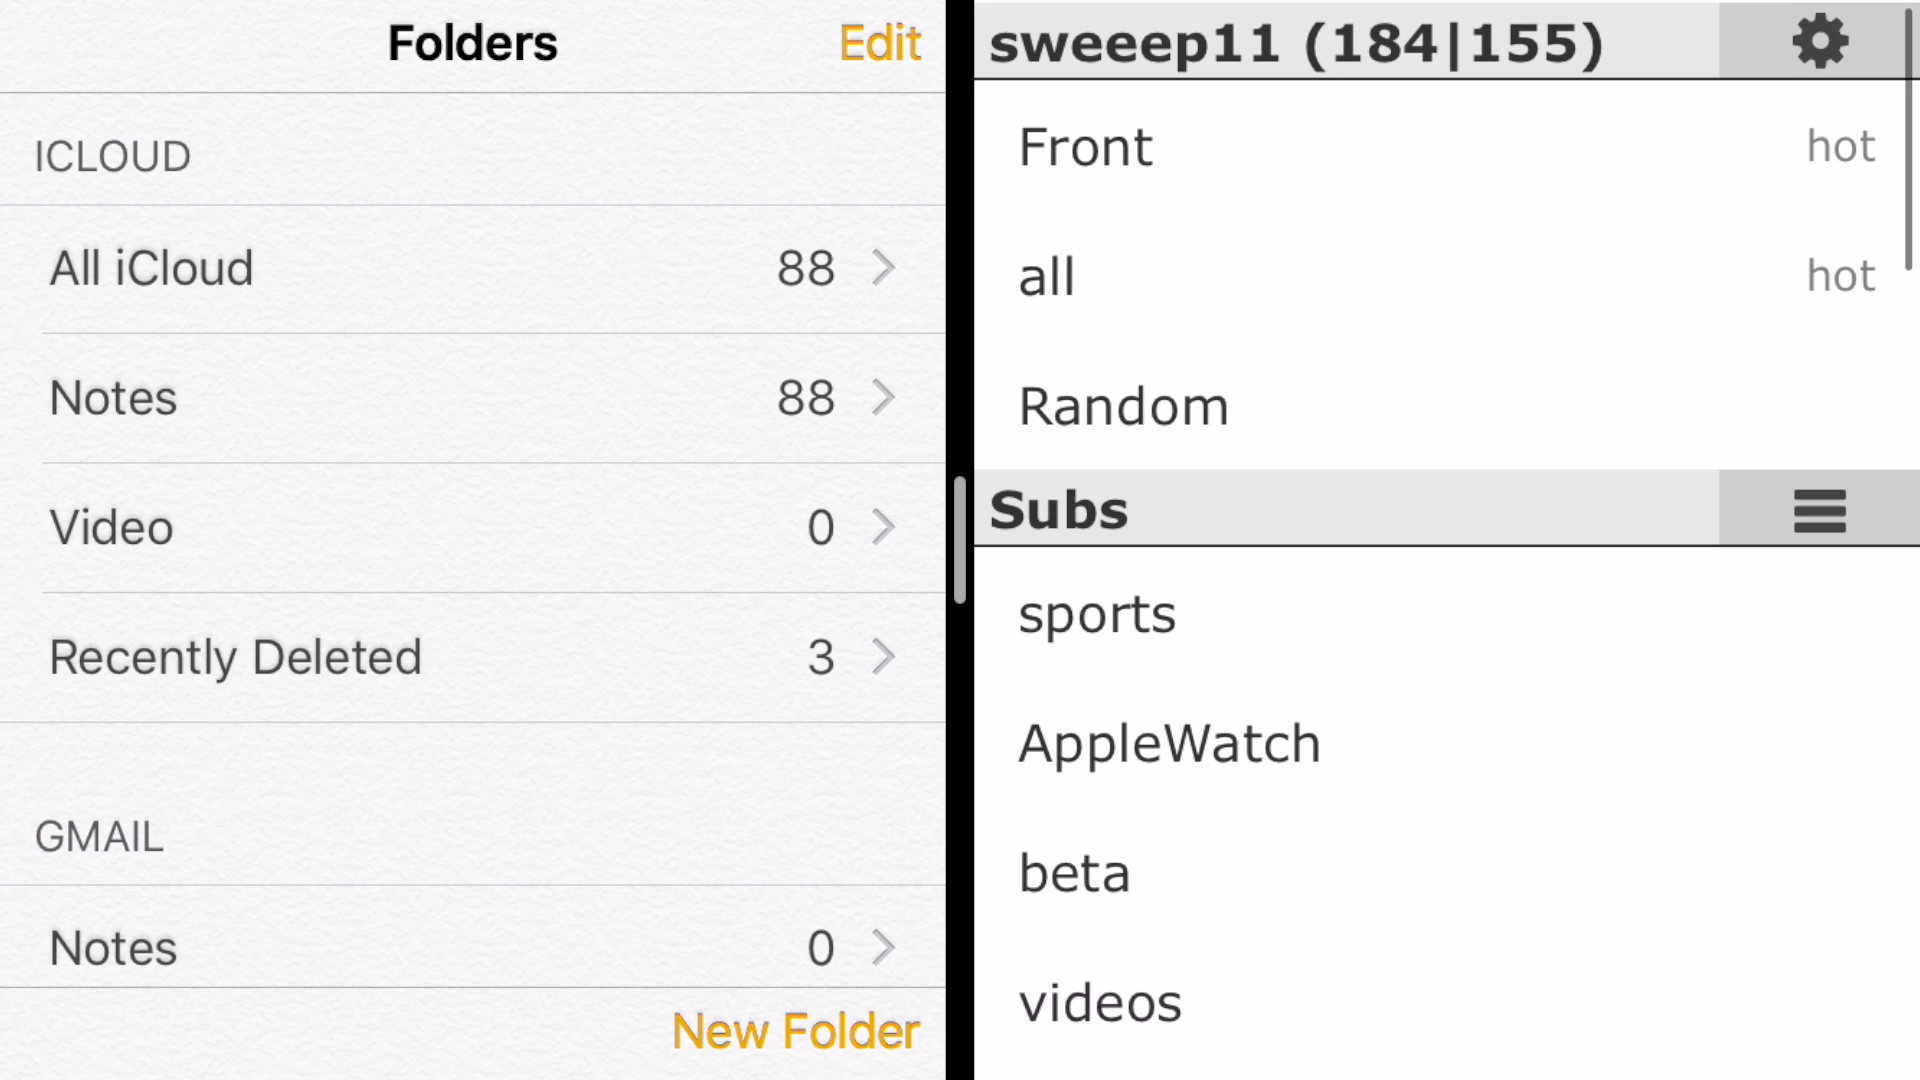 Folders
Edit
ICLOUD
All iCloud 88
Notes 88
Video 0
Recently Deleted 3
GMAIL
Notes 0
New Folder
sweeep11 (184|155)
Front hot
all hot
Random
Subs
sports
AppleWatch
beta
videos